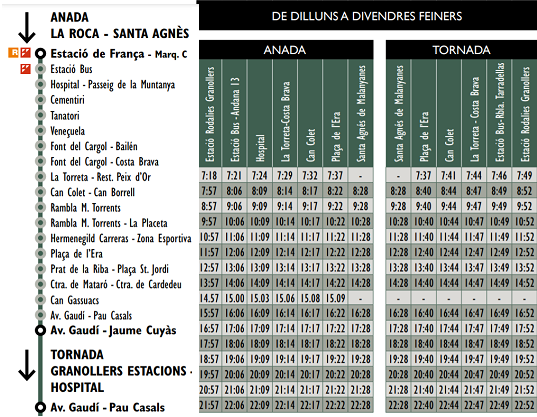 ANADA
LA ROCA - SANTA AGNÈS
R
Estació de França - Marq. C
Estació Bus
Hospital - Passeig de la Muntanya
Cementiri
Tanatori
Veneçuela
Font del Cargol - Bailén
Font del Cargol - Costa Brava
La Torreta - Rest. Peix d'Or
Can Colet - Can Borrell
Rambla M. Torrents
Rambla M. Torrents - La Placeta
Hermenegild Carreras - Zona Esportiva
Plaça de l'Era
Prat de la Riba - Plaça St. Jordi
Ctra. de Mataró - Ctra. de Cardedeu
Can Gassuacs
Av. Gaudí - Pau Casals
Av. Gaudí - Jaume Cuyàs
TORNADA
GRANOLLERS ESTACIONS -
HOSPITAL
Av. Gaudí - Pau Casals
DE DILLUNS A DIVENDRES FEINERS
ANADA
TORNADA
Estació Rodalies Granollers
Estació Bus - Andana 13
Hospital
La Torreta-Costa Brava
Can Colet
Plaça de l'Era
Santa Agnès de Malanyanes
Santa Agnès de Malanyanes
Plaça de l'Era
Can Colet
La Torreta - Costa Brava
Estació Bus-Rbla. Tarradellas
Estació Rodalies Granollers
7:18 7:21 7:24 7:29 7:32 7:37 - - 7:37 7:41 7:44 7:46 7:49
7:57 8:06 8:09 8:14 8:17 8:22 8:28 8:28 8:40 8:44 8:47 8:49 8:52
8:57 9:06 9:09 9:14 9:17 9:22 9:28 9:28 9:40 9:44 9:47 9:49 9:52
9:57 10:06 10:09 10:14 10:17 10:22 10:28 10:28 10:40 10:44 10:47 10:49 10:52
10:57 11:06 11:09 11:14 11:17 11:22 11:28 11:28 11:40 11:44 11:47 11:49 11:52
11:57 12:06 12:09 12:14 12:17 12:22 12:28 12:28 12:40 12:44 12:47 12:49 12:52
12:57 13:06 13:09 13:14 13:17 13:22 13:28 13:28 13:40 13:44 13:47 13:49 13:52
13:57 14:06 14:09 14:14 14:17 14:22 14:28 14:28 14:40 14:44 14:47 14:49 14:52
14.57 15.00 15.03 15.06 15.08 15.09 - - - - - - -
15:57 16:06 16:09 16:14 16:17 16:22 16:28 16:28 16:40 16:44 16:47 16:49 16:52
16:57 17:06 17:09 17:14 17:17 17:22 17:28 17:28 17:40 17:44 17:47 17:49 17:52
17:57 18:06 18:09 18:14 18:17 18:22 18:28 18:28 18:40 18:44 18:47 18:49 18:52
18:57 19:06 19:09 19:14 19:17 19:22 19:28 19:28 19:40 19:44 19:47 19:49 19:52
19:57 20:06 20:09 20:14 20:17 20:22 20:28 20:28 20:40 20:44 20:47 20:49 20:52
20:57 21:06 21:09 21:14 21:17 21:22 21:28 21:28 21:40 21:44 21:47 21:49 21:52
21:57 22:06 22:09 22:14 22:17 22:22 22:28 22:28 22:40 22:44 22:47 22:49 22:52